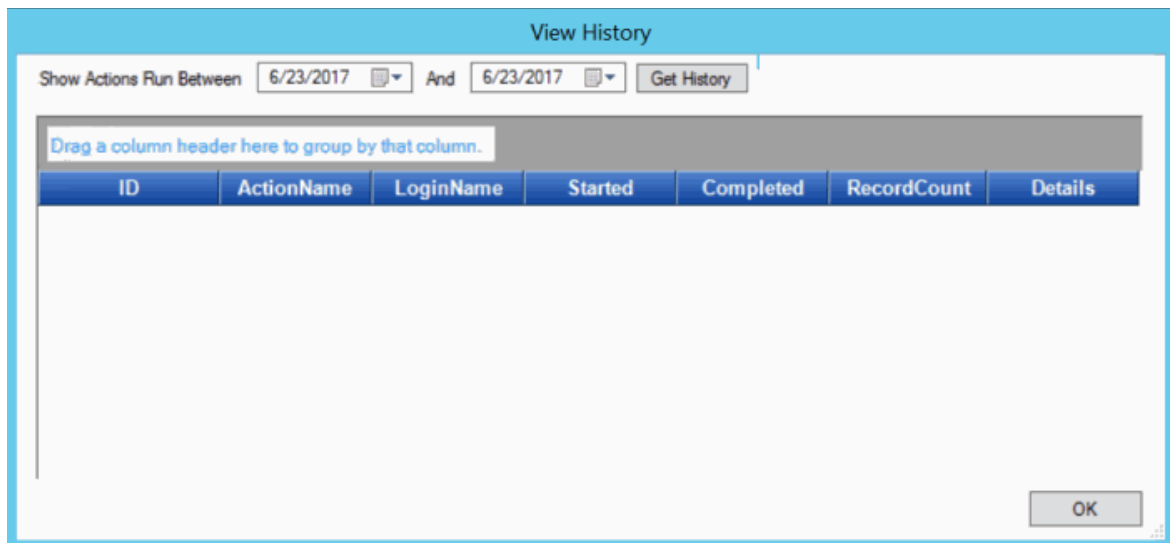 View History
Show Actions Run Between 6/23/2017 And 6/23/2017 Get History
Drag a column header here to group by that column.
ID ActionName LoginName Started Completed RecordCount Details
OK